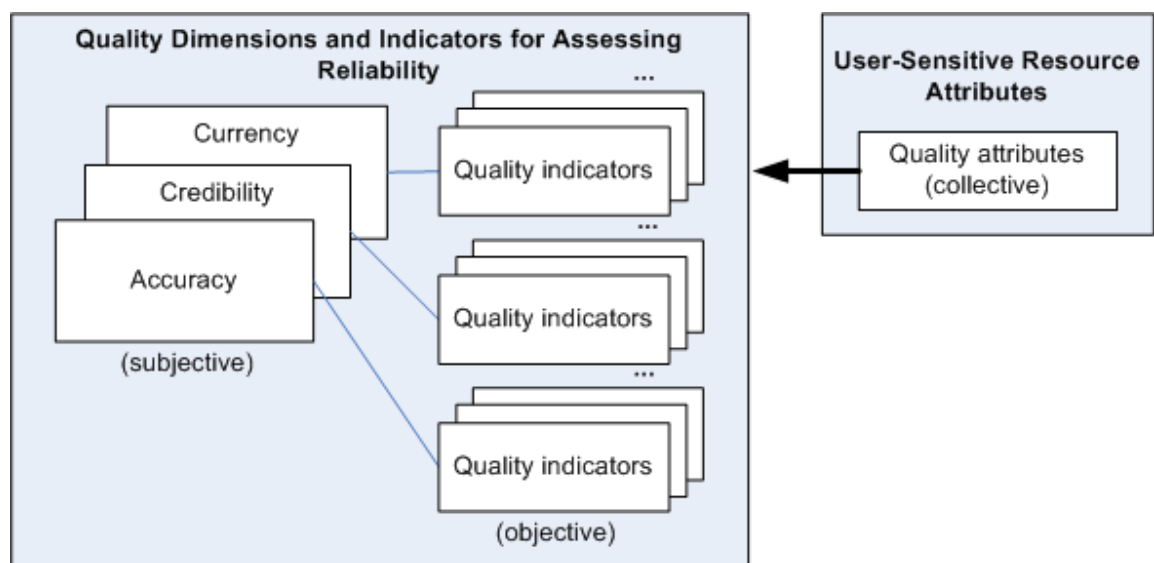 Quality Dimensions and Indicators for Assessing
Reliability
...
Currency
Credibility
Accuracy
(subjective)
Quality indicators
...
Quality indicators
...
Quality indicators
(objective)
User-Sensitive Resource
Attributes
Quality attributes
(collective)